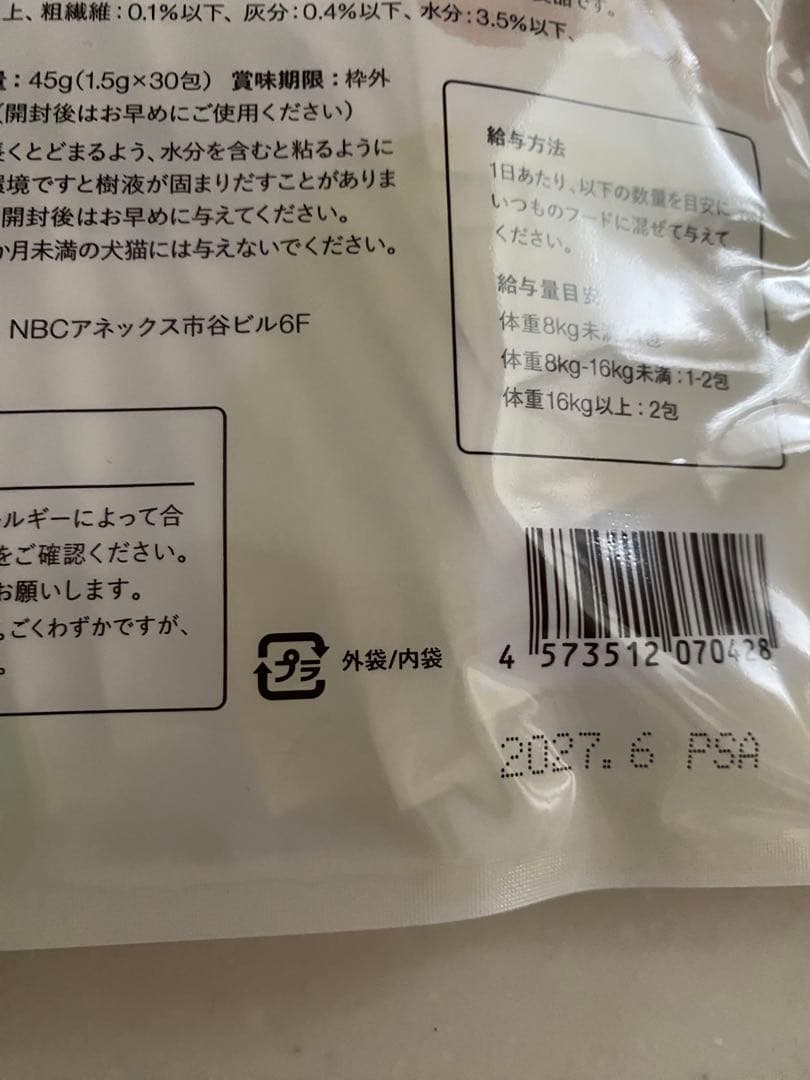 上、粗繊維：0.1%以下、灰分：0.4%以下、水分：3.5%以下、
品です。
量：45g(1.5g×30包)　賞味期限：枠外
（開封後はお早めにご使用ください）
長くとどまるよう、水分を含むと粘るように
環境ですと樹液が固まりだすことがありま
開封後はお早めに与えてください。
か月未満の犬猫には与えないでください。
NBCアネックス市谷ビル6F
給与方法
1日あたり、以下の数量を目安に、
いつものフードに混ぜて与えて
ください。
給与量目安
体重8kg未満：1包
体重8kg-16kg未満：1-2包
体重16kg以上：2包
ルギーによって合
をご確認ください。
お願いします。
。ごくわずかですが、
。
プラ 外袋/内袋
4 573512 070428
2027.6 PSA